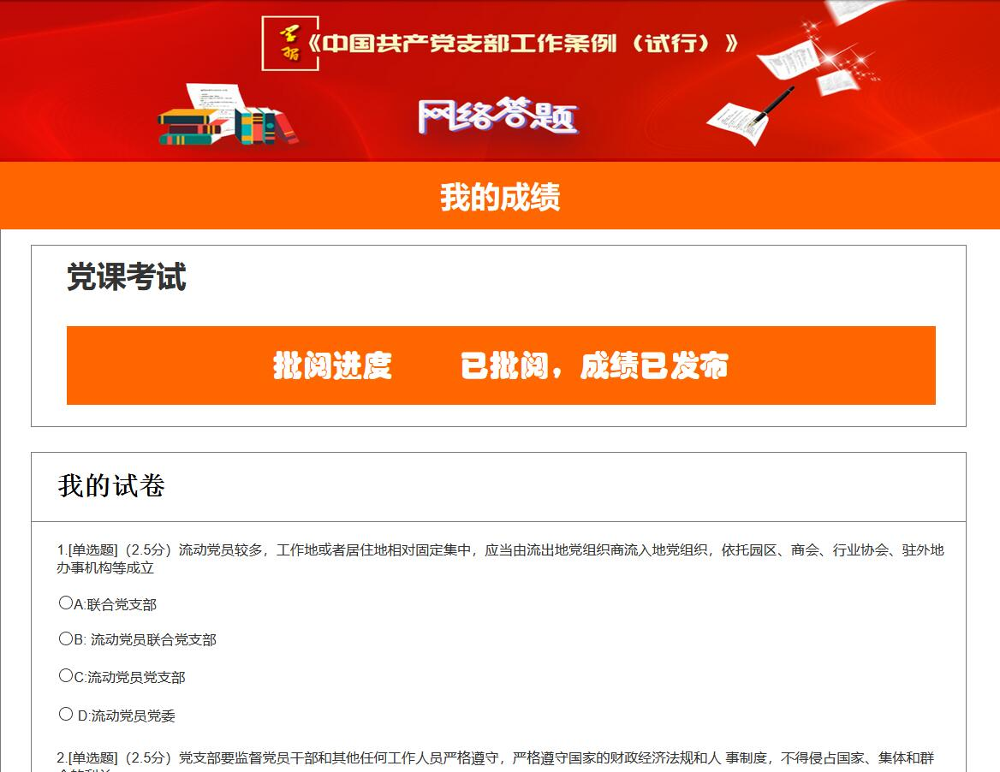 学习
《中国共产党支部工作条例（试行）》
网络答题
我的成绩
党课考试
批阅进度 已批阅，成绩已发布
我的试卷
1.[单选题]（2.5分）流动党员较多，工作地或者居住地相对固定集中，应当由流出地党组织商流入地党组织，依托园区、商会、行业协会、驻外地
办事机构等成立
A:联合党支部
B: 流动党员联合党支部
C:流动党员党支部
D:流动党员党委
2.[单选题]（2.5分）党支部要监督党员干部和其他任何工作人员严格遵守，严格遵守国家的财政经济法规和人 事制度，不得侵占国家、集体和群